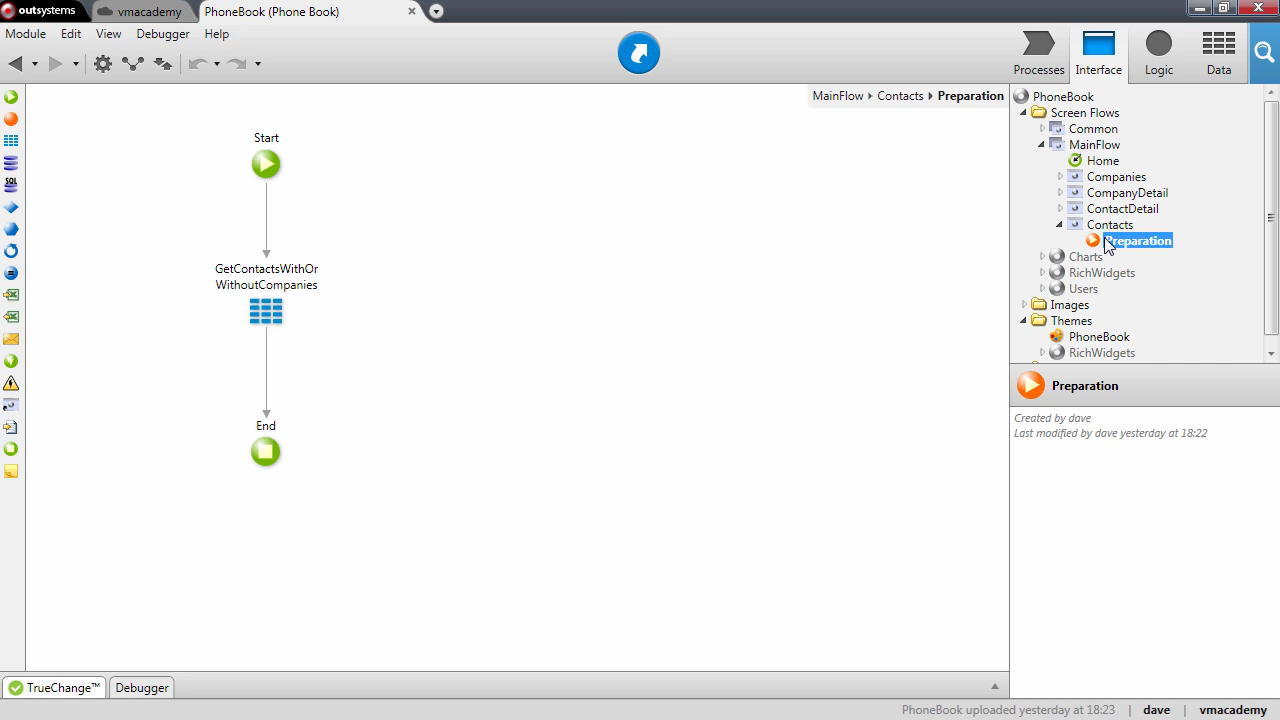 outsystems
vmacademy
PhoneBook (Phone Book)
Module Edit View Debugger Help
Processes
Interface
Logic
Data
MainFlow Contacts Preparation
Start
GetContactsWithOr
WithoutCompanies
End
SQL
PhoneBook
Screen Flows
Common
MainFlow
Home
Companies
CompanyDetail
ContactDetail
Contacts
Preparation
Charts
RichWidgets
Users
Images
Themes
PhoneBook
RichWidgets
Preparation
Created by dave
Last modified by dave yesterday at 18:22
TrueChange™
Debugger
PhoneBook uploaded yesterday at 18:23 | dave | vmacademy